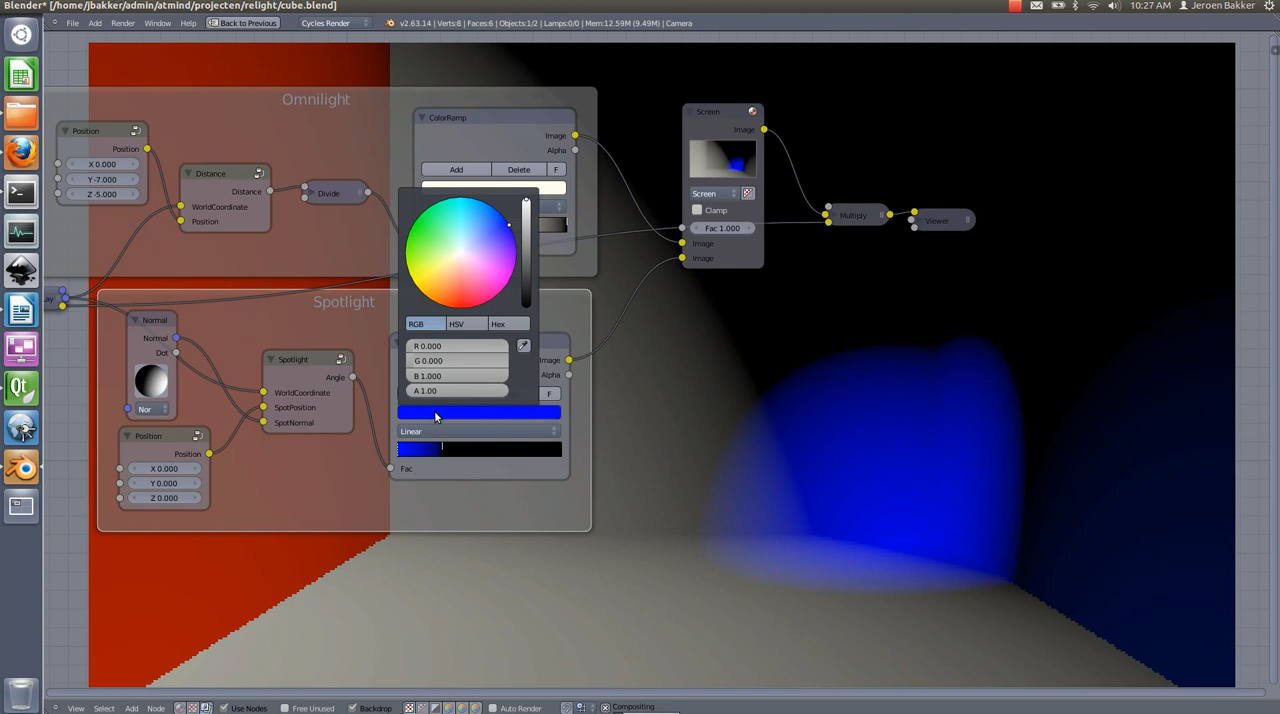 Blender* [/home/jbakker/admin/atmind/projecten/relight/cube.blend]
10:27 AM
Jeroen Bakker
File
Add
Render
Window
Help
Back to Previous
Cycles Render
v2.63.14 | Verts:8 | Faces:6 | Objects:1/2 | Lamps:0/0 | Mem:12.59M (9.49M) | Camera
Omnilight
Position
Position
X 0.000
Y -7.000
Z -5.000
Distance
Distance
WorldCoordinate
Position
Divide
ColorRamp
Image
Alpha
Add
Delete
F
Screen
Image
Screen
Clamp
Fac 1.000
Image
Image
Multiply
Viewer
ay
Spotlight
Normal
Normal
Dot
Nor
Position
Position
X 0.000
Y 0.000
Z 0.000
Spotlight
Angle
WorldCoordinate
SpotPosition
SpotNormal
RGB
HSV
Hex
R 0.000
G 0.000
B 1.000
A 1.00
Image
Alpha
F
Linear
Fac
Qt
View
Select
Add
Node
Use Nodes
Free Unused
Backdrop
Auto Render
Compositing